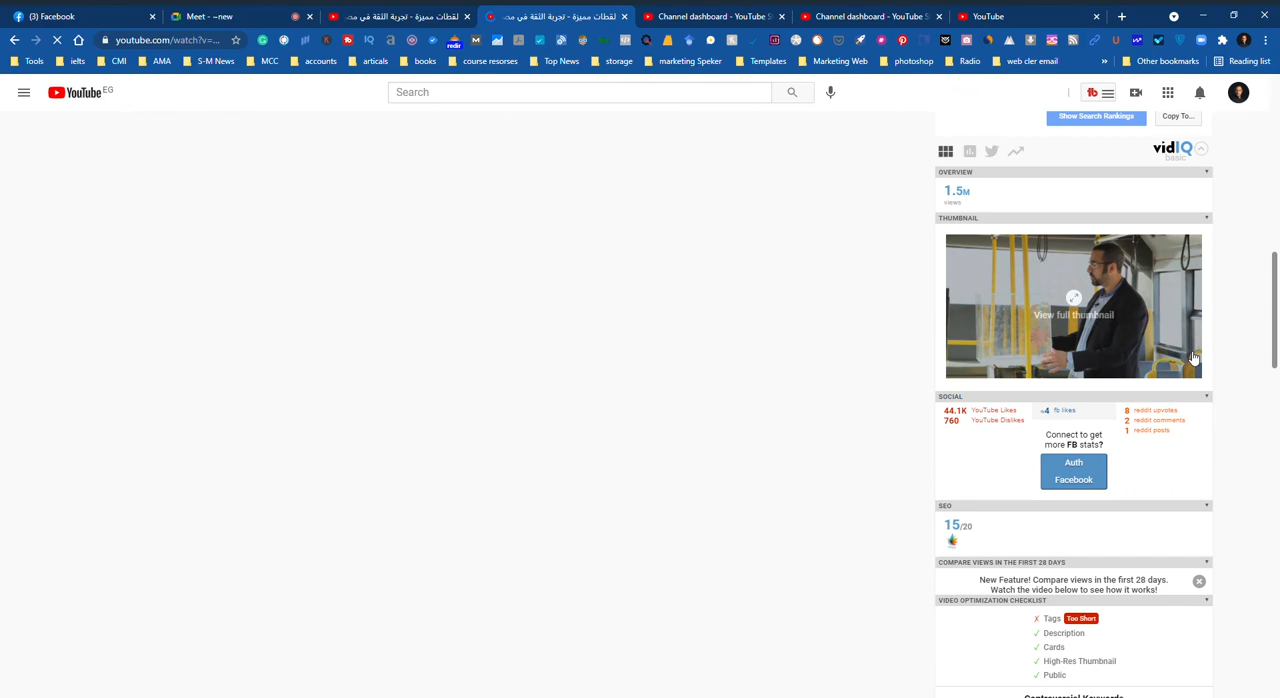 (3) Facebook
Meet - ~new
لقطات مميزة - تجربة الثقة في مصـ
لقطات مميزة - تجربة الثقة في مصـ
Channel dashboard - YouTube S
Channel dashboard - YouTube S
YouTube
youtube.com/watch?v=...
Tools
ielts
CMI
AMA
S-M News
MCC
accounts
articals
books
course resorses
Top News
storage
marketing Speker
Templates
Marketing Web
photoshop
Radio
web cler email
»
Other bookmarks
Reading list
YouTube EG
Search
tb
Show Search Rankings
Copy To...
vidIQ
basic
OVERVIEW
1.5M
views
THUMBNAIL
View full thumbnail
SOCIAL
44.1K YouTube Likes
760 YouTube Dislikes
4 fb likes
Connect to get
more FB stats?
Auth
Facebook
8 reddit upvotes
2 reddit comments
1 reddit posts
SEO
15/20
COMPARE VIEWS IN THE FIRST 28 DAYS
New Feature! Compare views in the first 28 days.
Watch the video below to see how it works!
VIDEO OPTIMIZATION CHECKLIST
✗ Tags Too Short
✓ Description
✓ Cards
✓ High-Res Thumbnail
✓ Public
Controversial Keywords